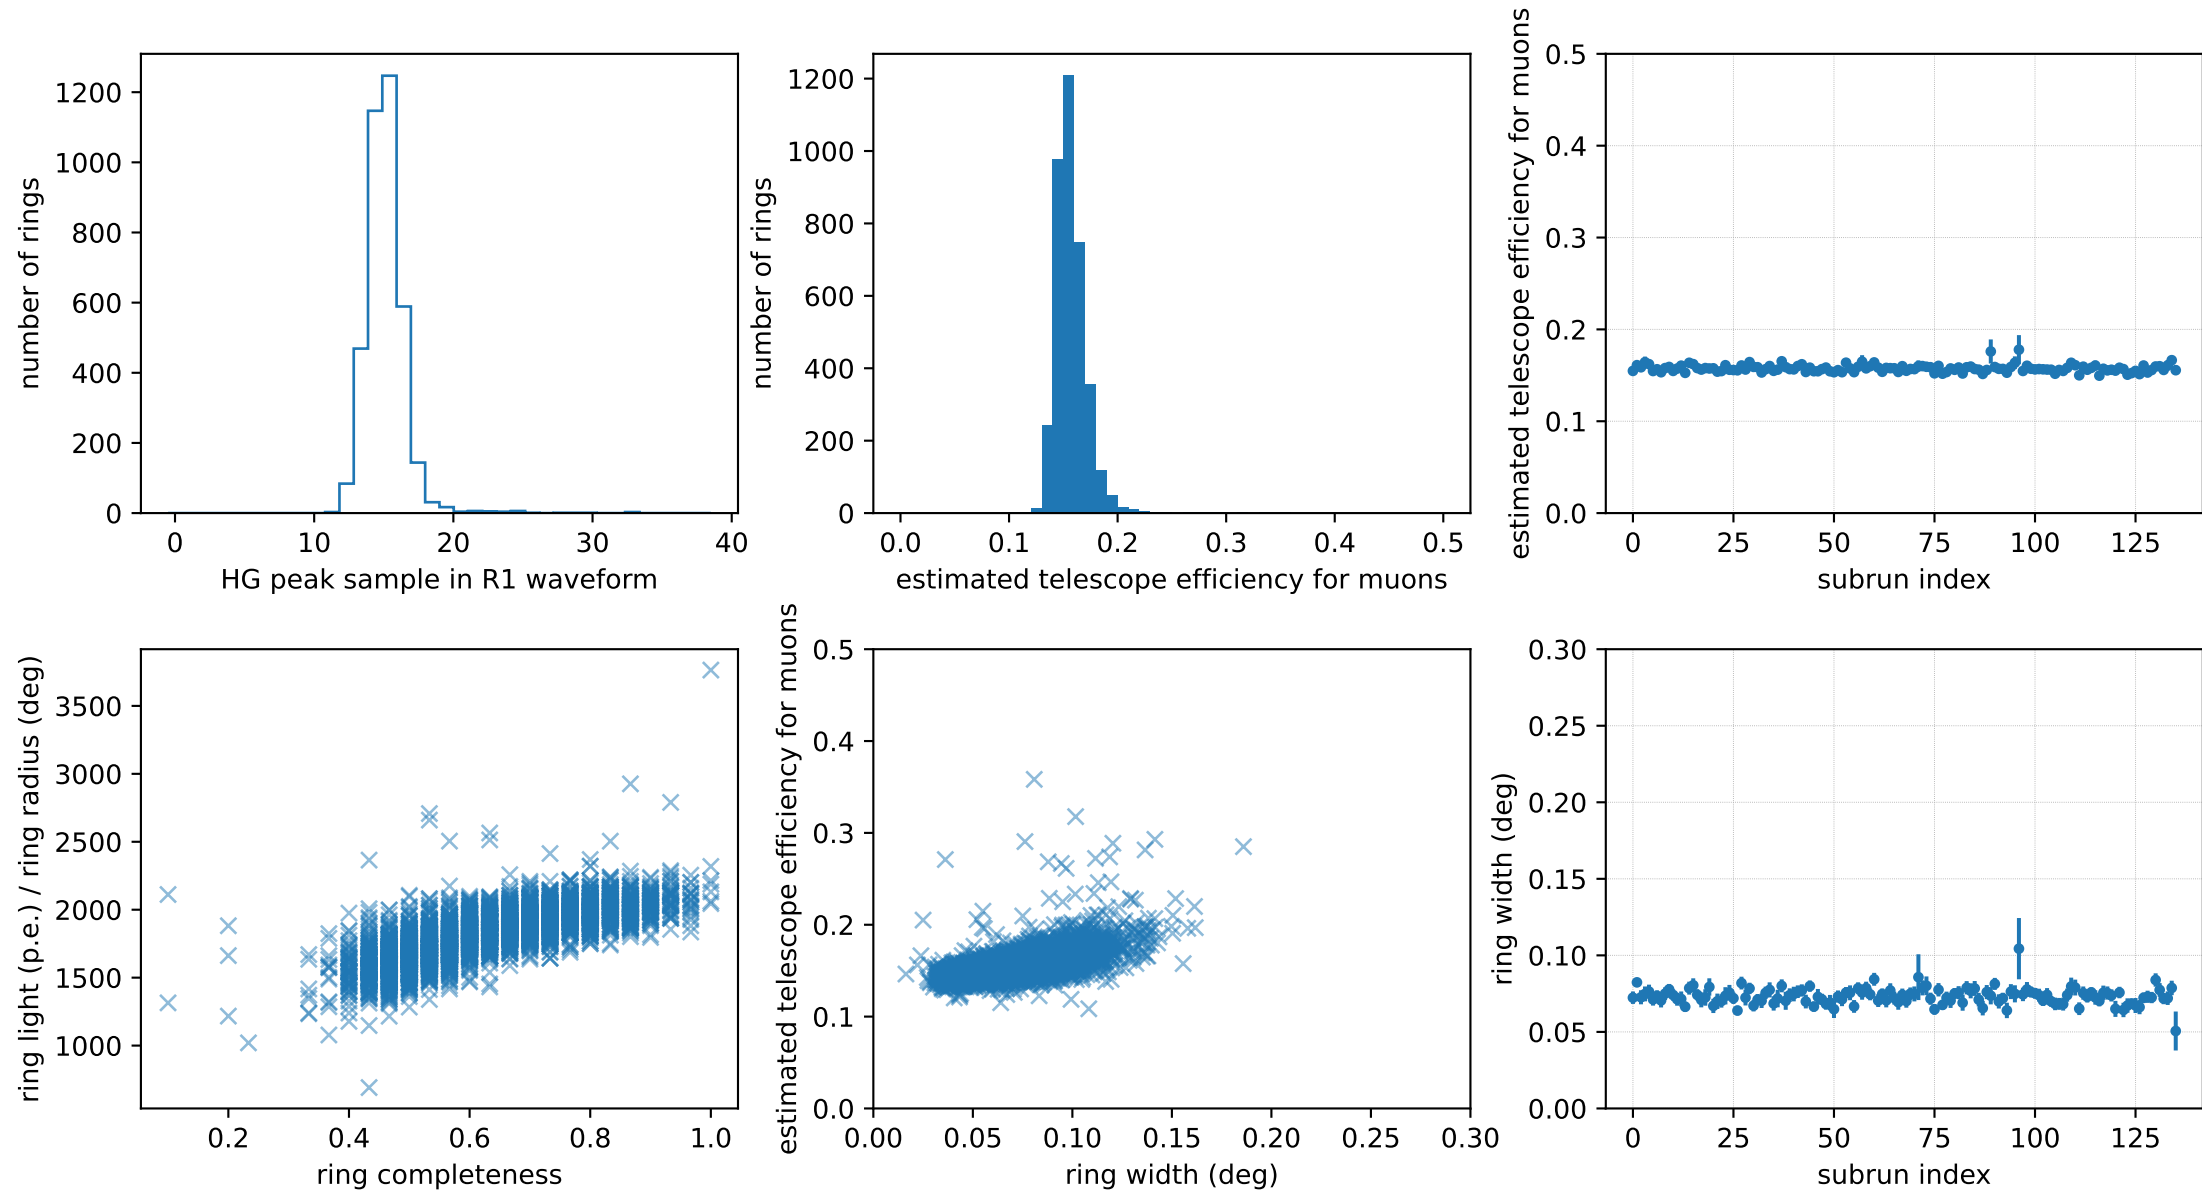 number of rings
1200
1000
800
600
400
200
0
0 10 20 30 40
HG peak sample in R1 waveform
number of rings
1200
1000
800
600
400
200
0
0.0 0.1 0.2 0.3 0.4 0.5
estimated telescope efficiency for muons
estimated telescope efficiency for muons
0.5
0.4
0.3
0.2
0.1
0.0
0 25 50 75 100 125
subrun index
ring light (p.e.) / ring radius (deg)
3500
3000
2500
2000
1500
1000
0.2 0.4 0.6 0.8 1.0
ring completeness
estimated telescope efficiency for muons
0.5
0.4
0.3
0.2
0.1
0.0
0.00 0.05 0.10 0.15 0.20 0.25 0.30
ring width (deg)
ring width (deg)
0.30
0.25
0.20
0.15
0.10
0.05
0.00
0 25 50 75 100 125
subrun index